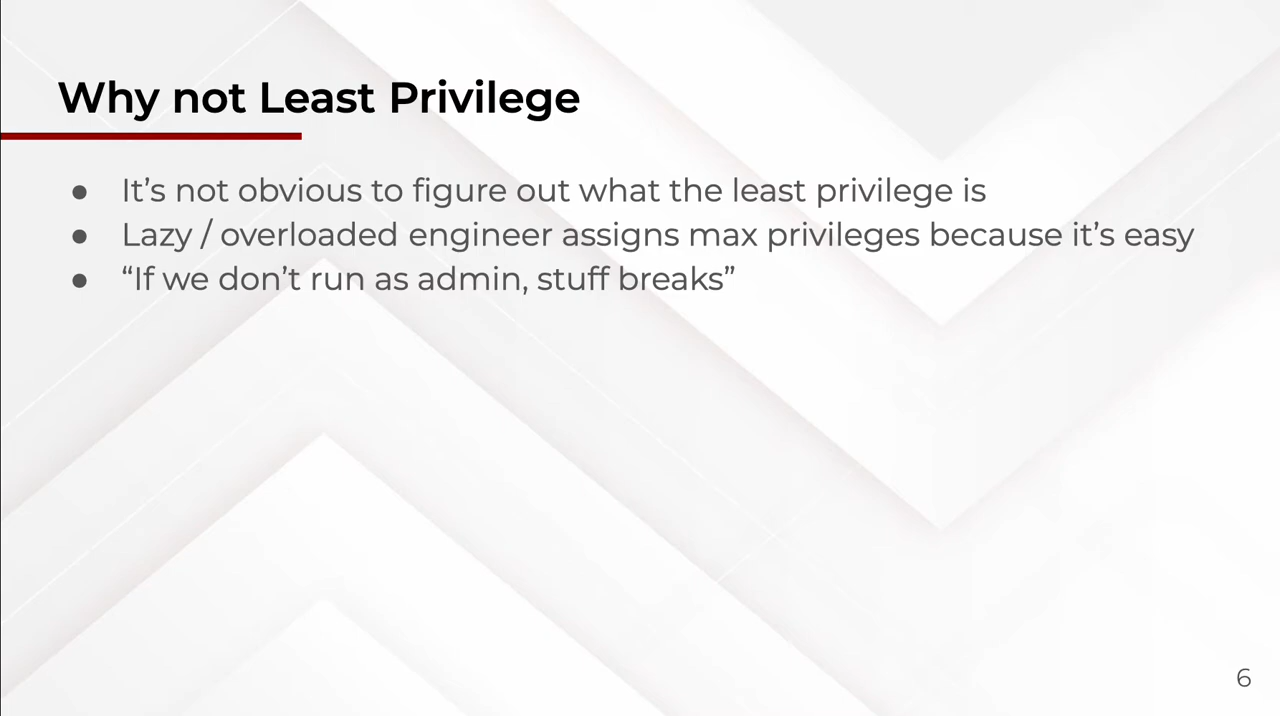 Why not Least Privilege
● It’s not obvious to figure out what the least privilege is
● Lazy / overloaded engineer assigns max privileges because it’s easy
● “If we don’t run as admin, stuff breaks”
6